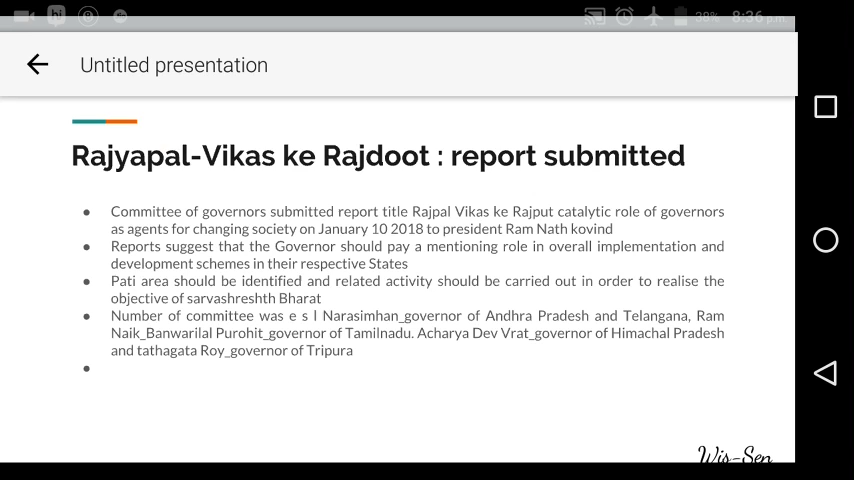 38% 8:36 p.m.
Untitled presentation
Rajyapal-Vikas ke Rajdoot : report submitted
Committee of governors submitted report title Rajpal Vikas ke Rajput catalytic role of governors
as agents for changing society on January 10 2018 to president Ram Nath kovind
Reports suggest that the Governor should pay a mentioning role in overall implementation and
development schemes in their respective States
Pati area should be identified and related activity should be carried out in order to realise the
objective of sarvashreshth Bharat
Number of committee was e s l Narasimhan_governor of Andhra Pradesh and Telangana, Ram
Naik_Banwarilal Purohit_governor of Tamilnadu. Acharya Dev Vrat_governor of Himachal Pradesh
and tathagata Roy_governor of Tripura
Wis-Sen